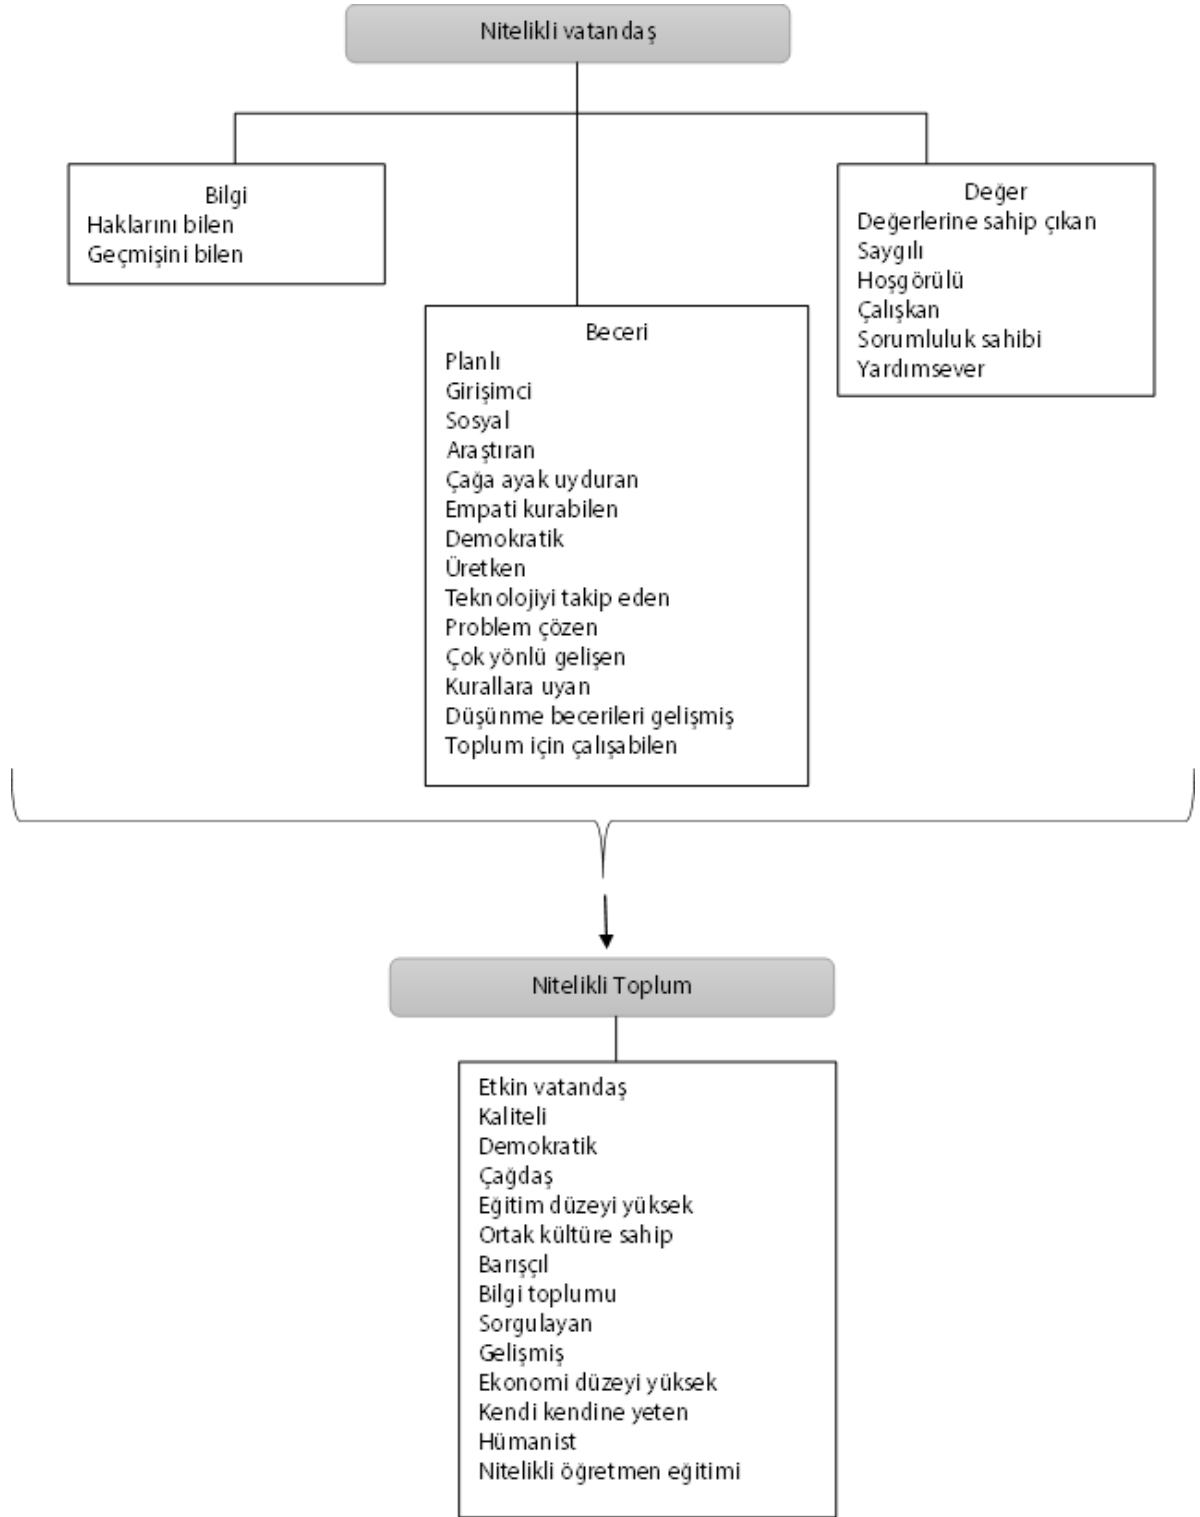 Nitelikli vatandaş
Bilgi
Haklarını bilen
Geçmişini bilen
Beceri
Planlı
Girişimci
Sosyal
Araştıran
Çağa ayak uyduran
Empati kurabilen
Demokratik
Üretken
Teknolojiyi takip eden
Problem çözen
Çok yönlü gelişen
Kurallara uyan
Düşünme becerileri gelişmiş
Toplum için çalışabilen
Değer
Değerlerine sahip çıkan
Saygılı
Hoşgörülü
Çalışkan
Sorumluluk sahibi
Yardımsever
Nitelikli Toplum
Etkin vatandaş
Kaliteli
Demokratik
Çağdaş
Eğitim düzeyi yüksek
Ortak kültüre sahip
Barışçıl
Bilgi toplumu
Sorgulayan
Gelişmiş
Ekonomi düzeyi yüksek
Kendi kendine yeten
Hümanist
Nitelikli öğretmen eğitimi